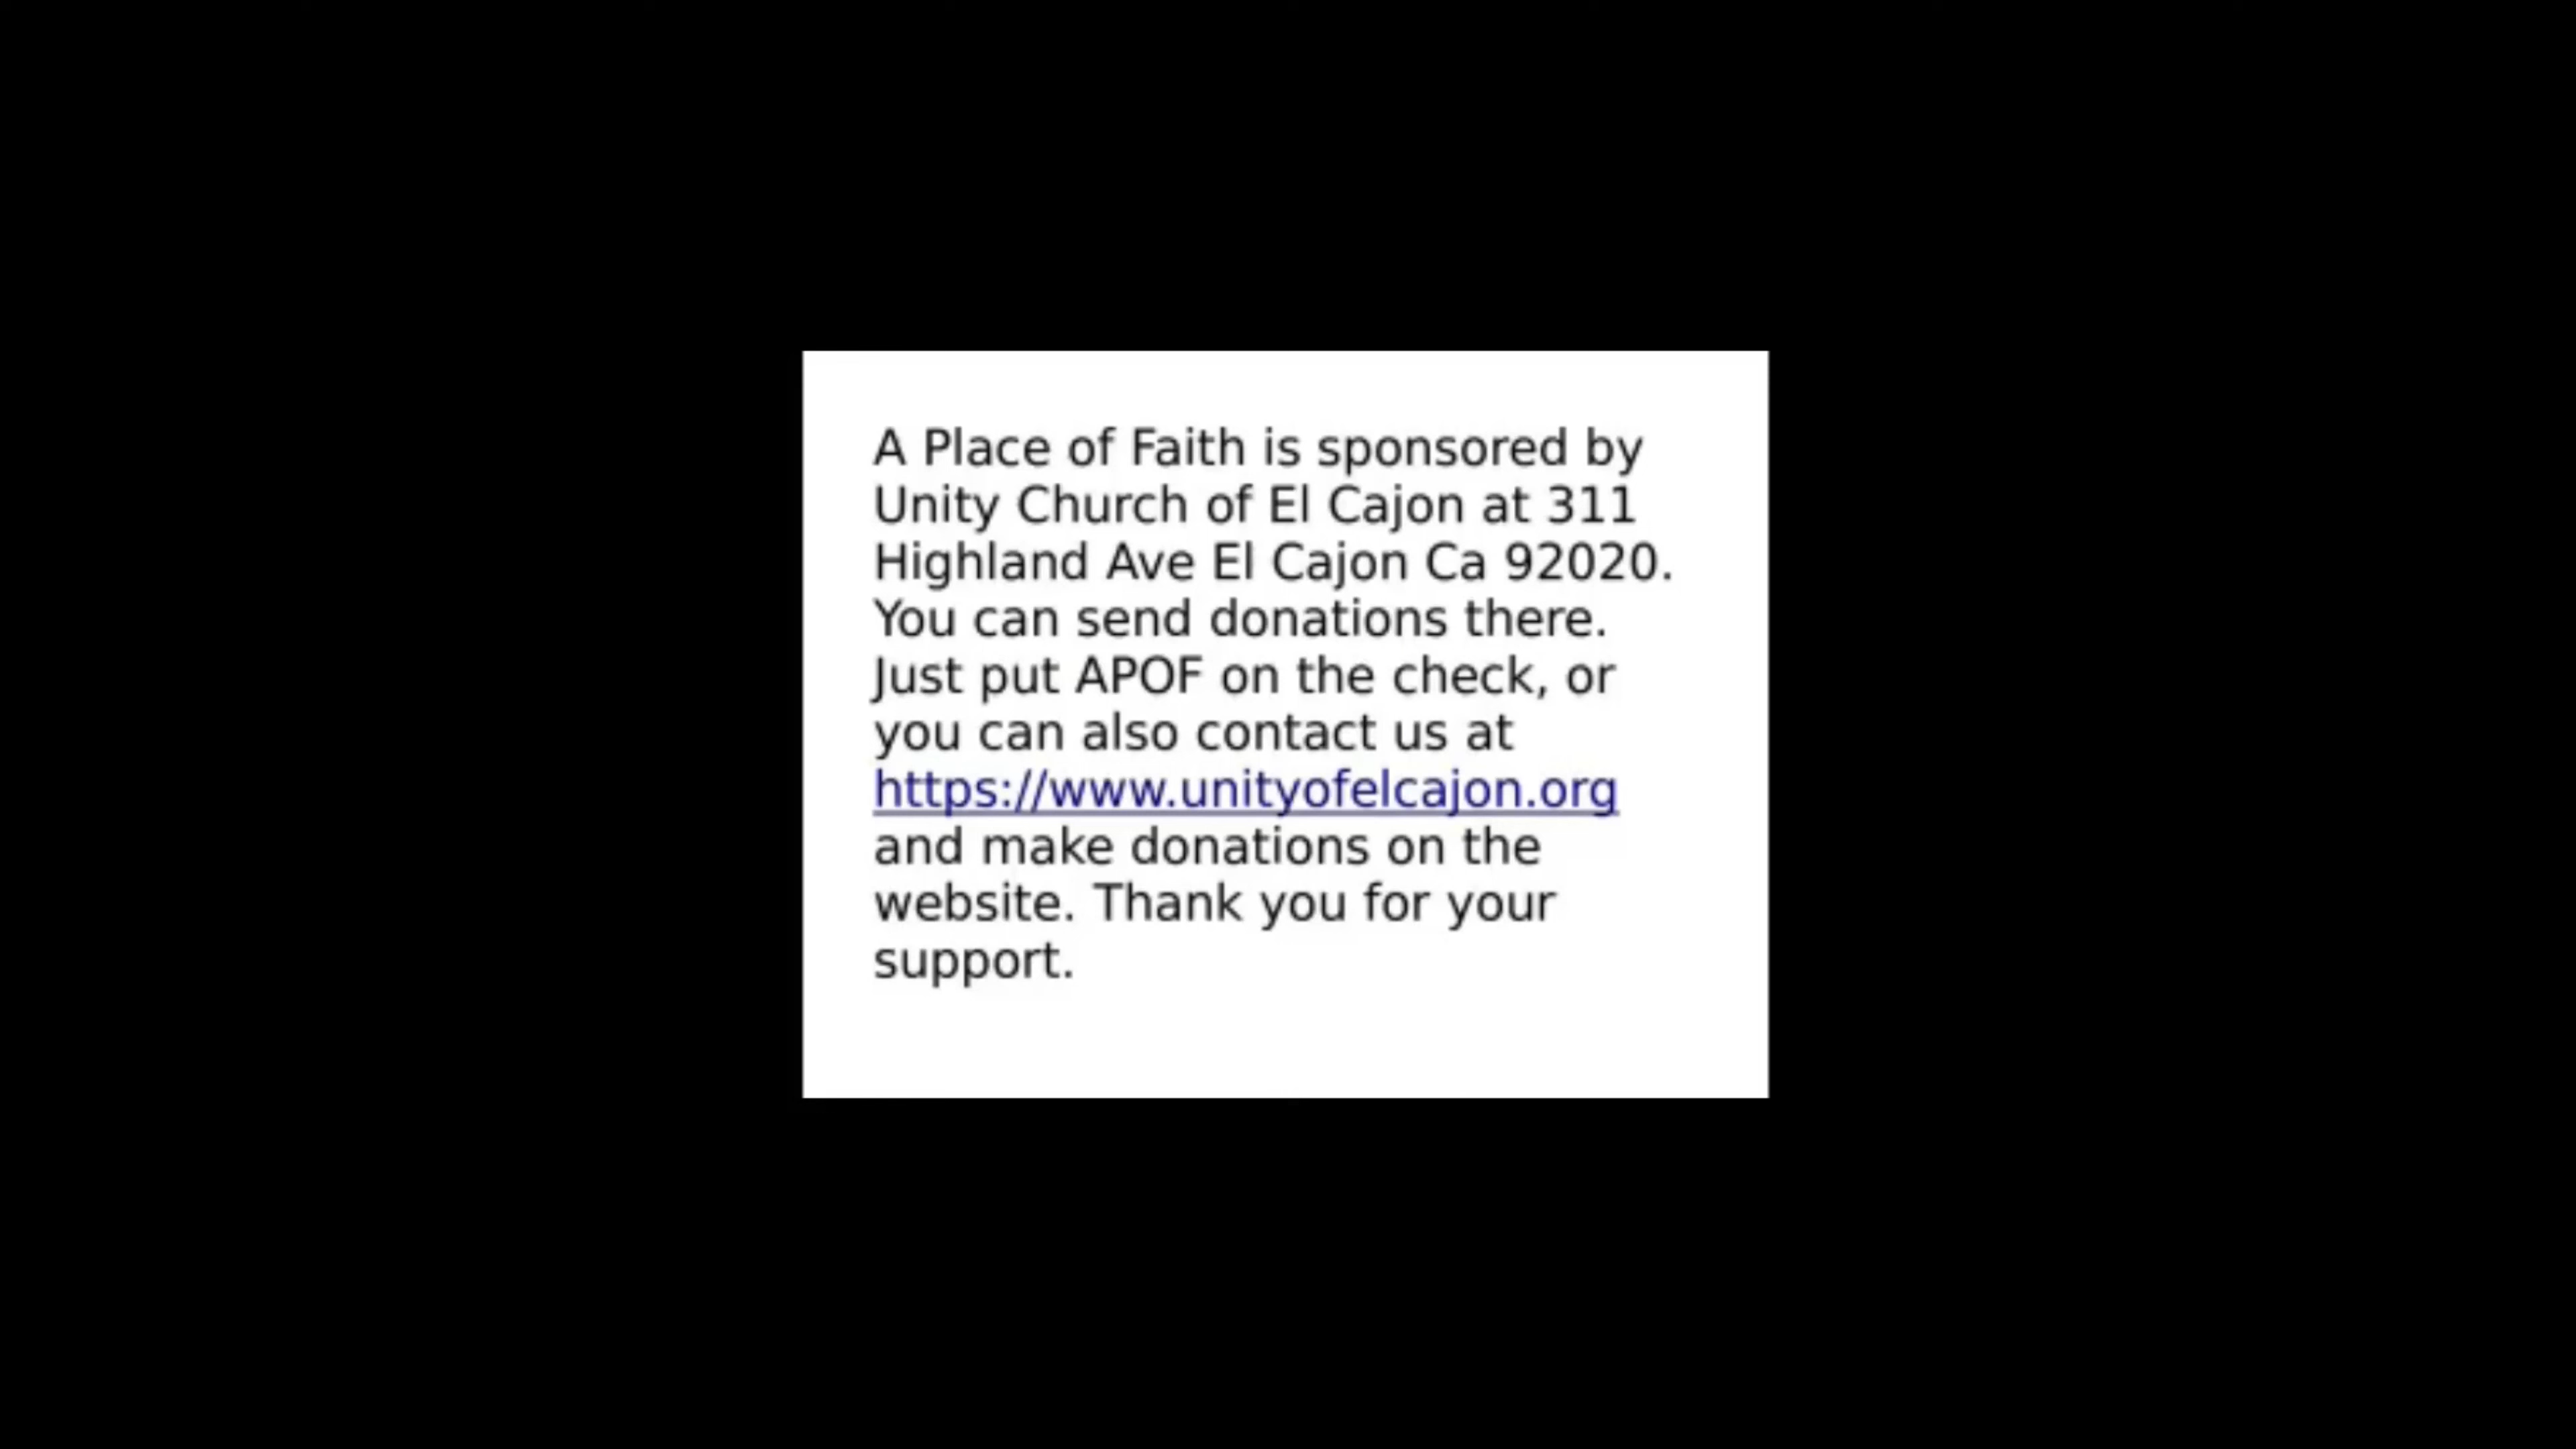 A Place of Faith is sponsored by
Unity Church of El Cajon at 311
Highland Ave El Cajon Ca 92020.
You can send donations there.
Just put APOF on the check, or
you can also contact us at
https://www.unityofelcajon.org
and make donations on the
website. Thank you for your
support.